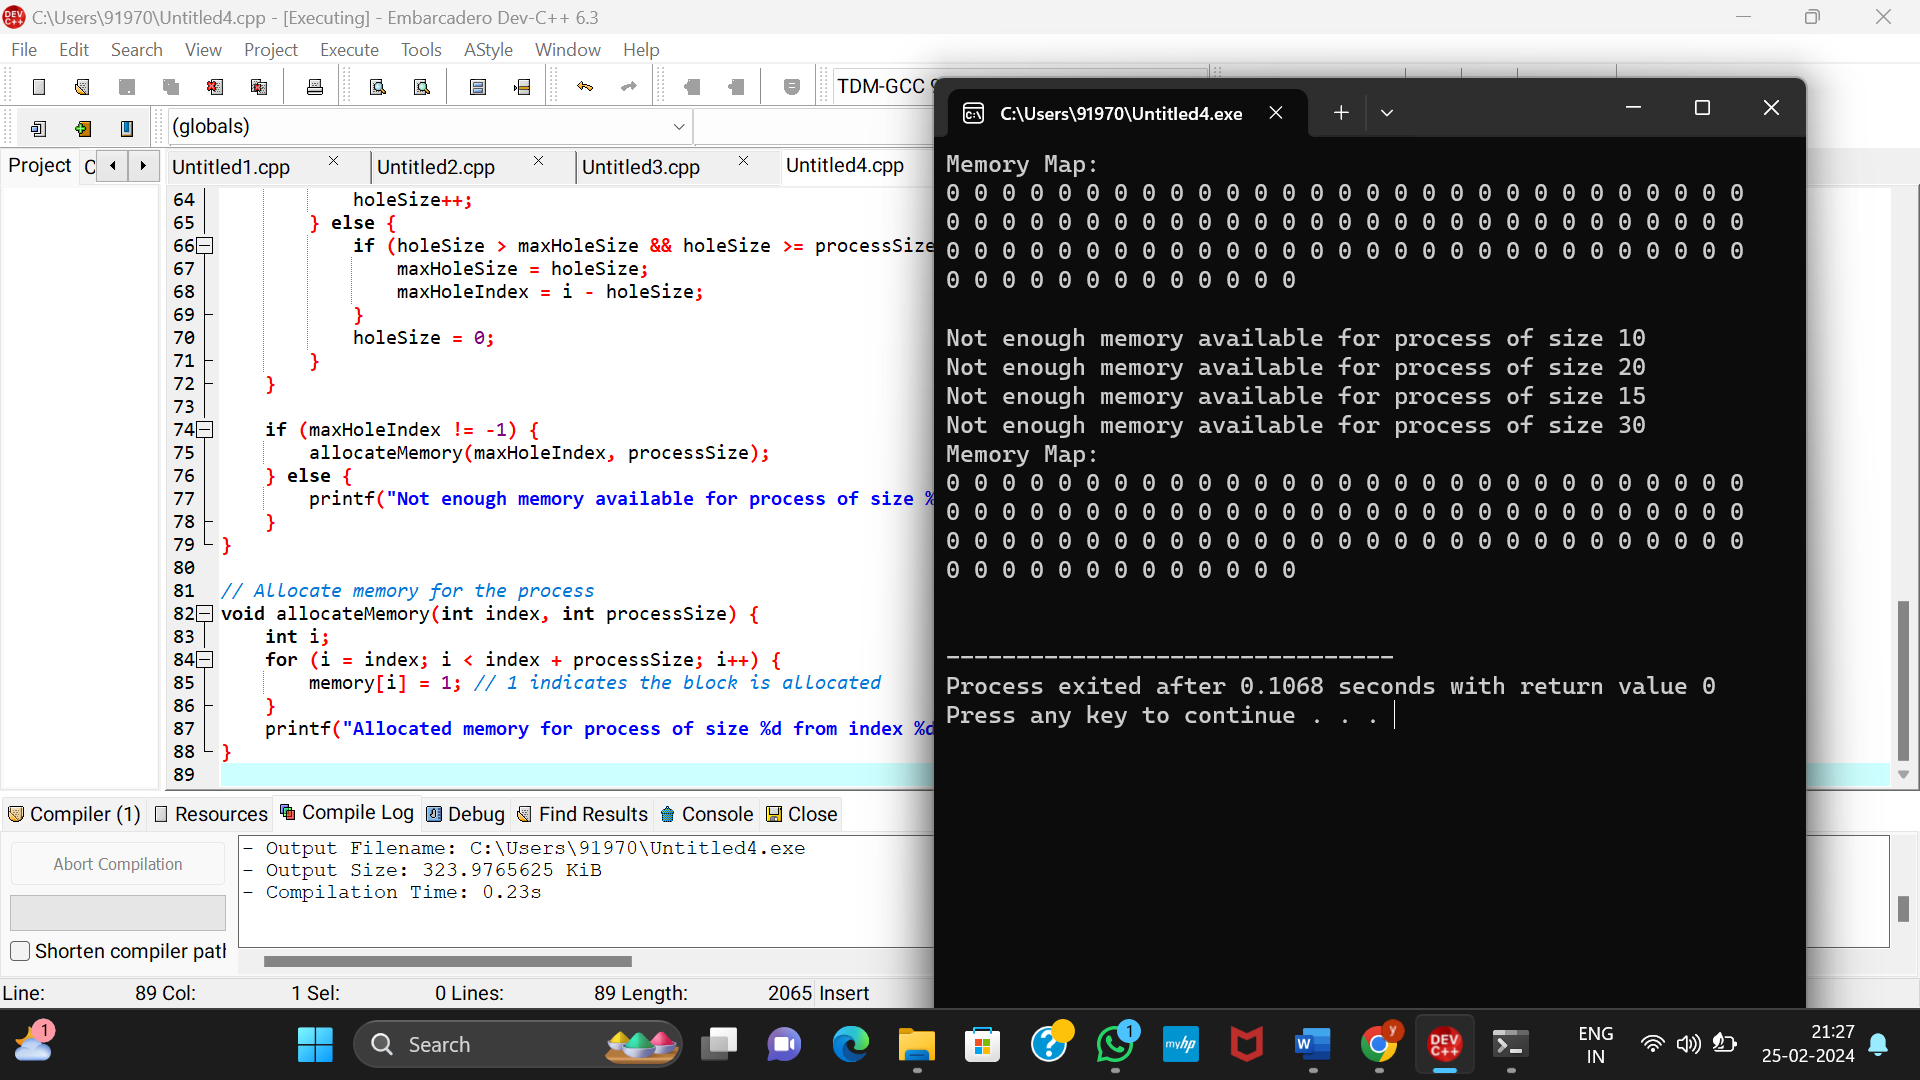 C:\Users\91970\Untitled4.cpp - [Executing] - Embarcadero Dev-C++ 6.3
File Edit Search View Project Execute Tools AStyle Window Help
TDM-GCC
(globals)
Project
Untitled1.cpp Untitled2.cpp Untitled3.cpp Untitled4.cpp
64 holeSize++;
65 } else {
66 if (holeSize > maxHoleSize && holeSize >= processSize
67 maxHoleSize = holeSize;
68 maxHoleIndex = i - holeSize;
69 }
70 holeSize = 0;
71 }
72 }
73
74 if (maxHoleIndex != -1) {
75 allocateMemory(maxHoleIndex, processSize);
76 } else {
77 printf("Not enough memory available for process of size %
78 }
79 }
80
81 // Allocate memory for the process
82 void allocateMemory(int index, int processSize) {
83 int i;
84 for (i = index; i < index + processSize; i++) {
85 memory[i] = 1; // 1 indicates the block is allocated
86 }
87 printf("Allocated memory for process of size %d from index %d
88 }
89
C:\Users\91970\Untitled4.exe
Memory Map:
0 0 0 0 0 0 0 0 0 0 0 0 0 0 0 0 0 0 0 0 0 0 0 0 0 0 0 0 0
0 0 0 0 0 0 0 0 0 0 0 0 0 0 0 0 0 0 0 0 0 0 0 0 0 0 0 0 0
0 0 0 0 0 0 0 0 0 0 0 0 0 0 0 0 0 0 0 0 0 0 0 0 0 0 0 0 0
0 0 0 0 0 0 0 0 0 0 0 0 0
Not enough memory available for process of size 10
Not enough memory available for process of size 20
Not enough memory available for process of size 15
Not enough memory available for process of size 30
Memory Map:
0 0 0 0 0 0 0 0 0 0 0 0 0 0 0 0 0 0 0 0 0 0 0 0 0 0 0 0 0
0 0 0 0 0 0 0 0 0 0 0 0 0 0 0 0 0 0 0 0 0 0 0 0 0 0 0 0 0
0 0 0 0 0 0 0 0 0 0 0 0 0 0 0 0 0 0 0 0 0 0 0 0 0 0 0 0 0
0 0 0 0 0 0 0 0 0 0 0 0 0
--------------------------------
Process exited after 0.1068 seconds with return value 0
Press any key to continue . . .
Compiler (1) Resources Compile Log Debug Find Results Console Close
Abort Compilation
Shorten compiler pat
- Output Filename: C:\Users\91970\Untitled4.exe
- Output Size: 323.9765625 KiB
- Compilation Time: 0.23s
Line: 89 Col: 1 Sel: 0 Lines: 89 Length: 2065 Insert
1
Search
1
myhp
W
y
DEV C++
ENG
IN
21:27
25-02-2024